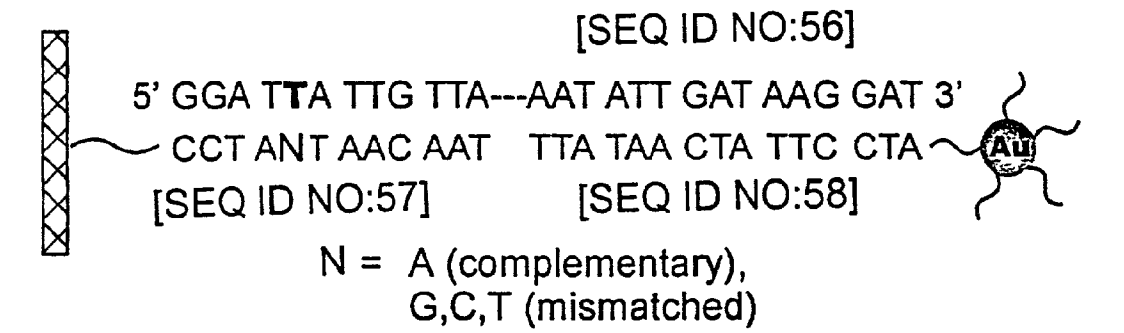 [SEQ ID NO:56]
5' GGA TTA TTG TTA---AAT ATT GAT AAG GAT 3'
CCT ANT AAC AAT TTA TAA CTA TTC CTA Au
[SEQ ID NO:57] [SEQ ID NO:58]
N = A (complementary),
G,C,T (mismatched)